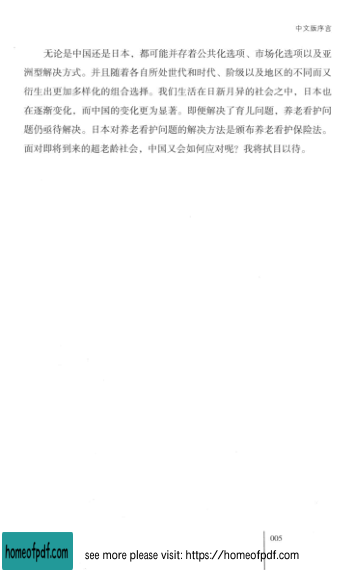 中文版序言
无论是中国还是日本，都可能并存着公共化选项、市场化选项以及亚
洲型解决方式。并且随着各自所处世代和时代、阶级以及地区的不同而又
衍生出更加多样化的组合选择。我们生活在日新月异的社会之中，日本也
在逐渐变化，而中国的变化更为显著。即便解决了育儿问题，养老看护问
题仍亟待解决。日本对养老看护问题的解决方法是颁布养老看护保险法。
面对即将到来的超老龄社会，中国又会如何应对呢？我将拭目以待。
005
homeofpdf.com
see more please visit: https://homeofpdf.com